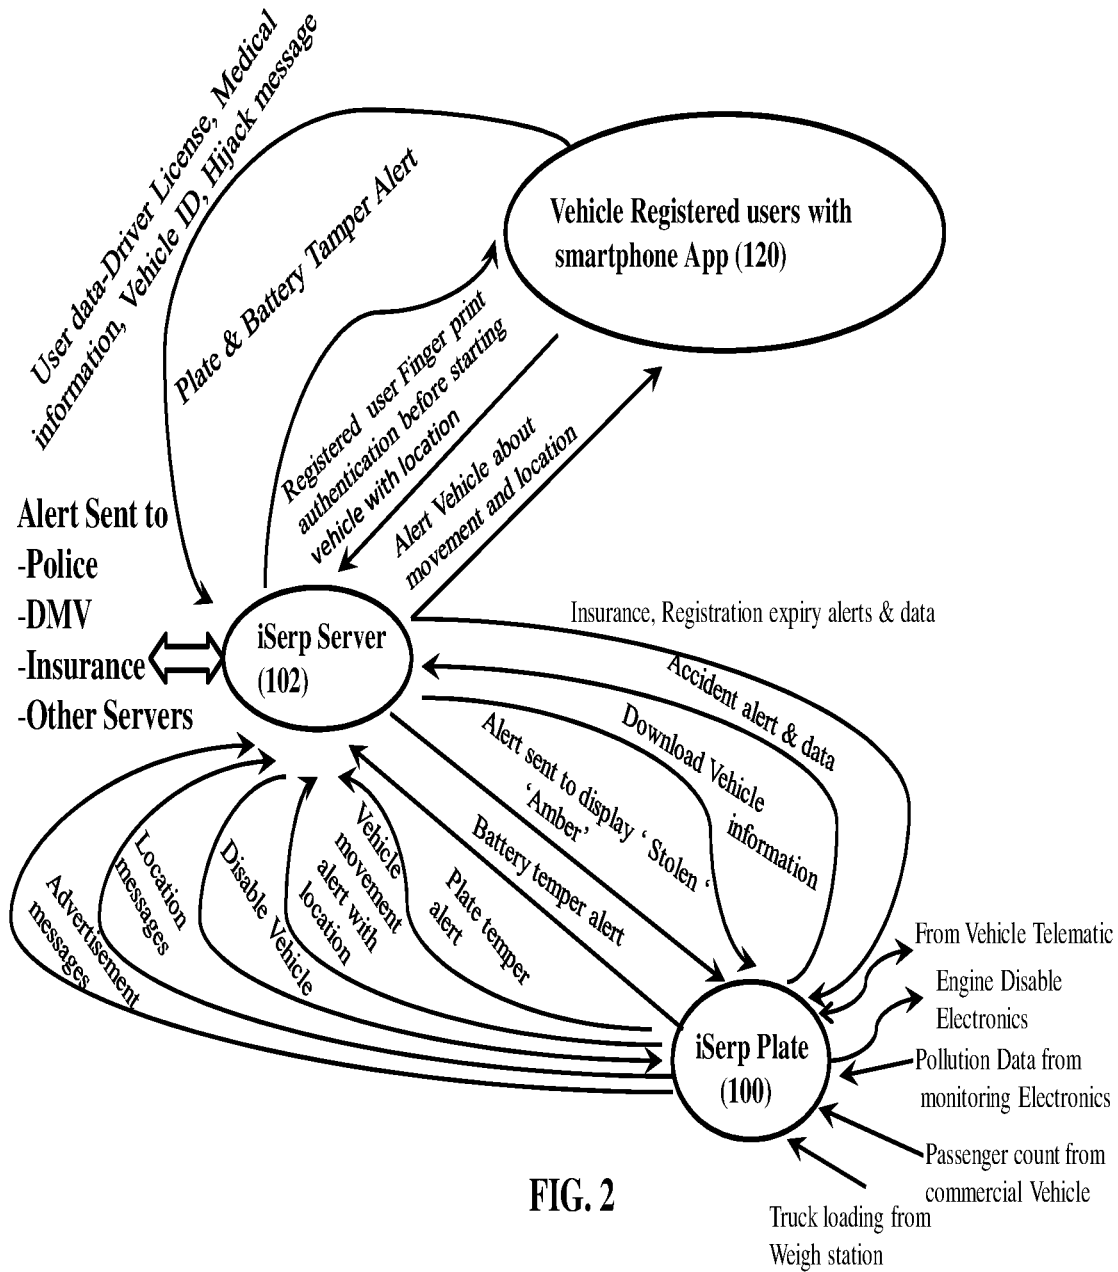 User data-Driver License, Medical
information, Vehicle ID, Hijack message
Plate & Battery Tamper Alert
Vehicle Registered users with
smartphone App (120)
Registered user Finger print
authentication before starting
vehicle with location
Alert Vehicle about
movement and location
Alert Sent to
-Police
-DMV
-Insurance
-Other Servers
iSerp Server
(102)
Insurance, Registration expiry alerts & data
Accident alert & data
Download Vehicle
information
Alert sent to display ‘ Stolen ‘
‘Amber’
Battery temper alert
Plate temper
alert
Vehicle
movement
alert with
location
Disable Vehicle
Location
messages
Advertisement
messages
iSerp Plate
(100)
From Vehicle Telematic
Engine Disable
Electronics
Pollution Data from
monitoring Electronics
Passenger count from
commercial Vehicle
Truck loading from
Weigh station
FIG. 2